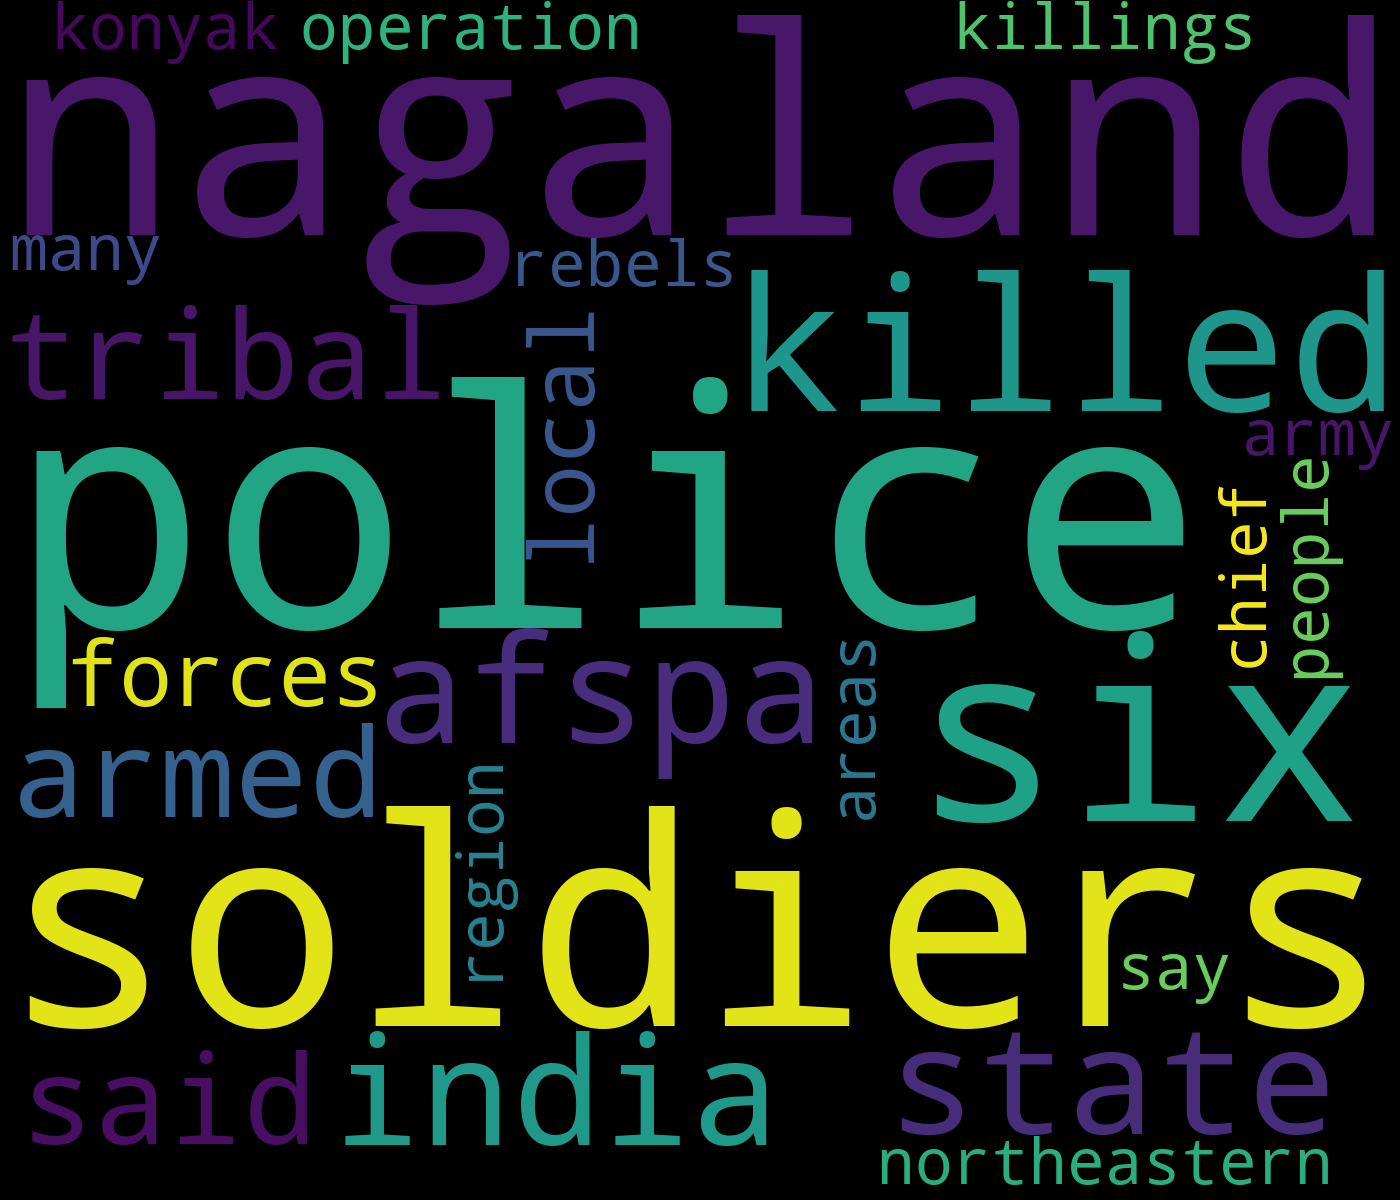 konyak operation killings
nagaland
many rebels
tribal killed
local
army
police
chief
people
forces afspa six
areas
armed
region
soldiers
say
said india state
northeastern